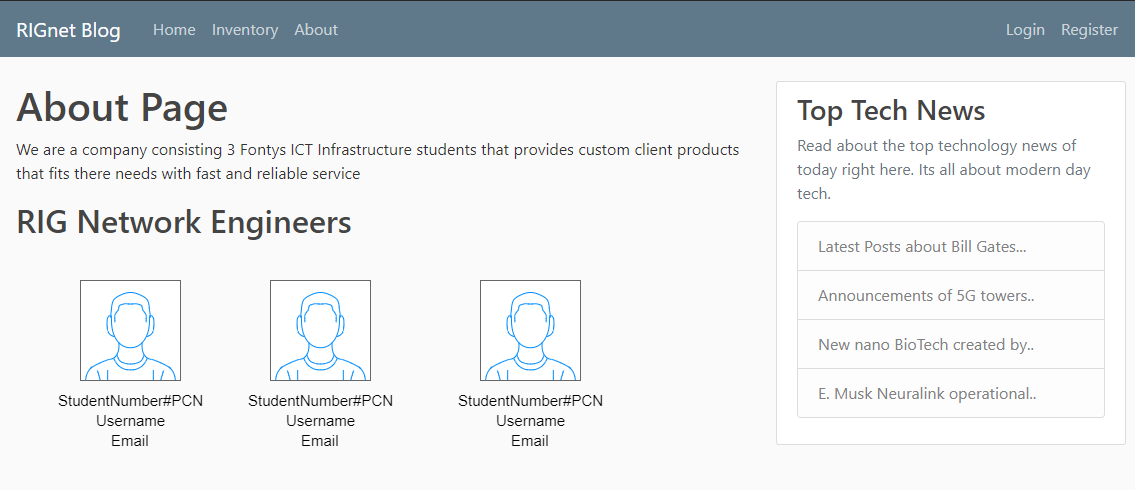 RIGnet Blog Home Inventory About Login Register
About Page
We are a company consisting 3 Fontys ICT Infrastructure students that provides custom client products
that fits there needs with fast and reliable service
RIG Network Engineers
StudentNumber#PCN StudentNumber#PCN StudentNumber#PCN
Username Username Username
Email Email Email
Top Tech News
Read about the top technology news of
today right here. Its all about modern day
tech.
Latest Posts about Bill Gates...
Announcements of 5G towers..
New nano BioTech created by..
E. Musk Neuralink operational..